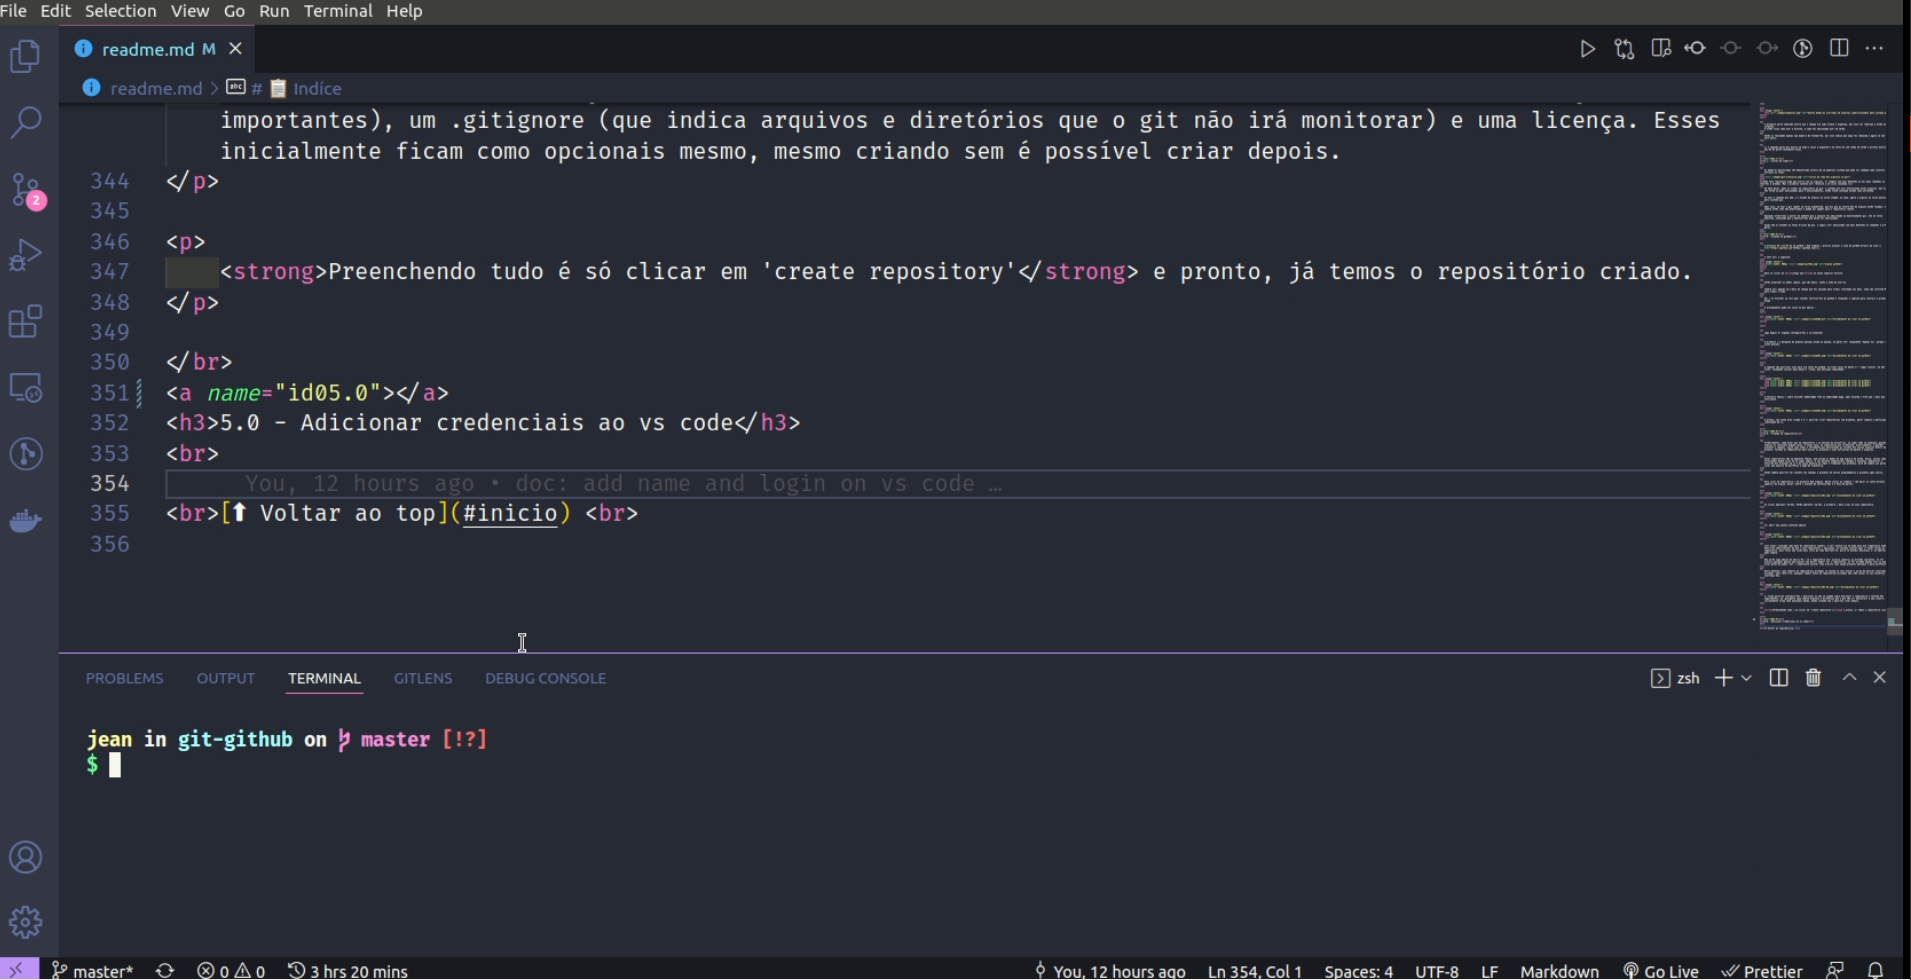 File Edit Selection View Go Run Terminal Help
readme.md M
readme.md > # Indíce
importantes), um .gitignore (que indica arquivos e diretórios que o git não irá monitorar) e uma licença. Esses
inicialmente ficam como opcionais mesmo, mesmo criando sem é possível criar depois.
344 </p>
345
346 <p>
347 <strong>Preenchendo tudo é só clicar em 'create repository'</strong> e pronto, já temos o repositório criado.
348 </p>
349
350 </br>
351 <a name="id05.0"></a>
352 <h3>5.0 - Adicionar credenciais ao vs code</h3>
353 <br>
354 You, 12 hours ago • doc: add name and login on vs code …
355 <br>[⬆ Voltar ao top](#inicio) <br>
356
2
PROBLEMS OUTPUT TERMINAL GITLENS DEBUG CONSOLE zsh
jean in git-github on master [!?]
$
master* 0 0 3 hrs 20 mins You, 12 hours ago Ln 354, Col 1 Spaces: 4 UTF-8 LF Markdown Go Live Prettier